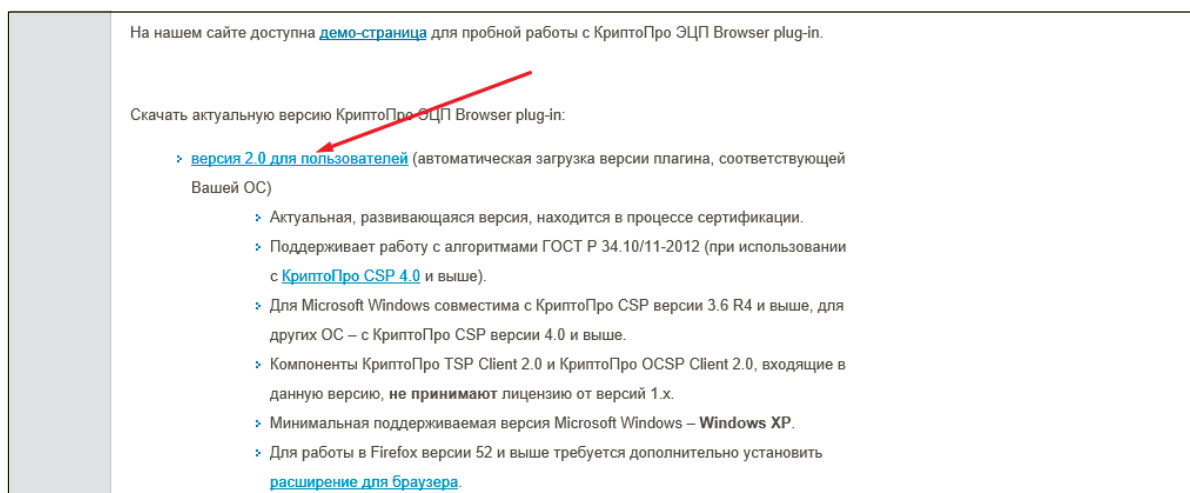 На нашем сайте доступна демо-страница для пробной работы с КриптоПро ЭЦП Browser plug-in.
Скачать актуальную версию КриптоПро ЭЦП Browser plug-in:
версия 2.0 для пользователей (автоматическая загрузка версии плагина, соответствующей
Вашей ОС)
Актуальная, развивающаяся версия, находится в процессе сертификации.
Поддерживает работу с алгоритмами ГОСТ Р 34.10/11-2012 (при использовании
с КриптоПро CSP 4.0 и выше).
Для Microsoft Windows совместима с КриптоПро CSP версии 3.6 R4 и выше, для
других ОС – с КриптоПро CSP версии 4.0 и выше.
Компоненты КриптоПро TSP Client 2.0 и КриптоПро OCSP Client 2.0, входящие в
данную версию, не принимают лицензию от версий 1.x.
Минимальная поддерживаемая версия Microsoft Windows – Windows XP.
Для работы в Firefox версии 52 и выше требуется дополнительно установить
расширение для браузера.